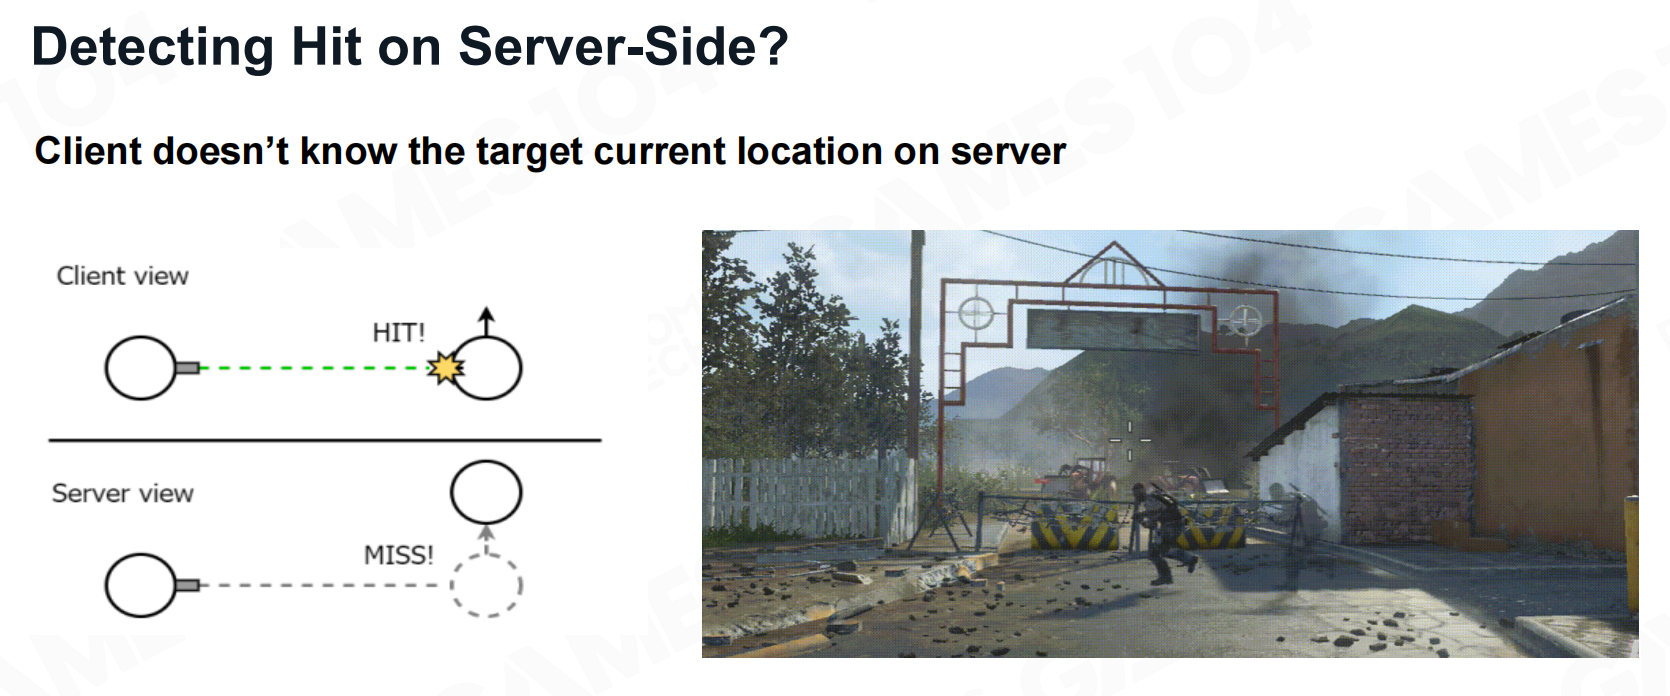 Detecting Hit on Server-Side?
Client doesn't know the target current location on server
Client view
HIT!
Server view
MISS!
GAMES104
GAMES104